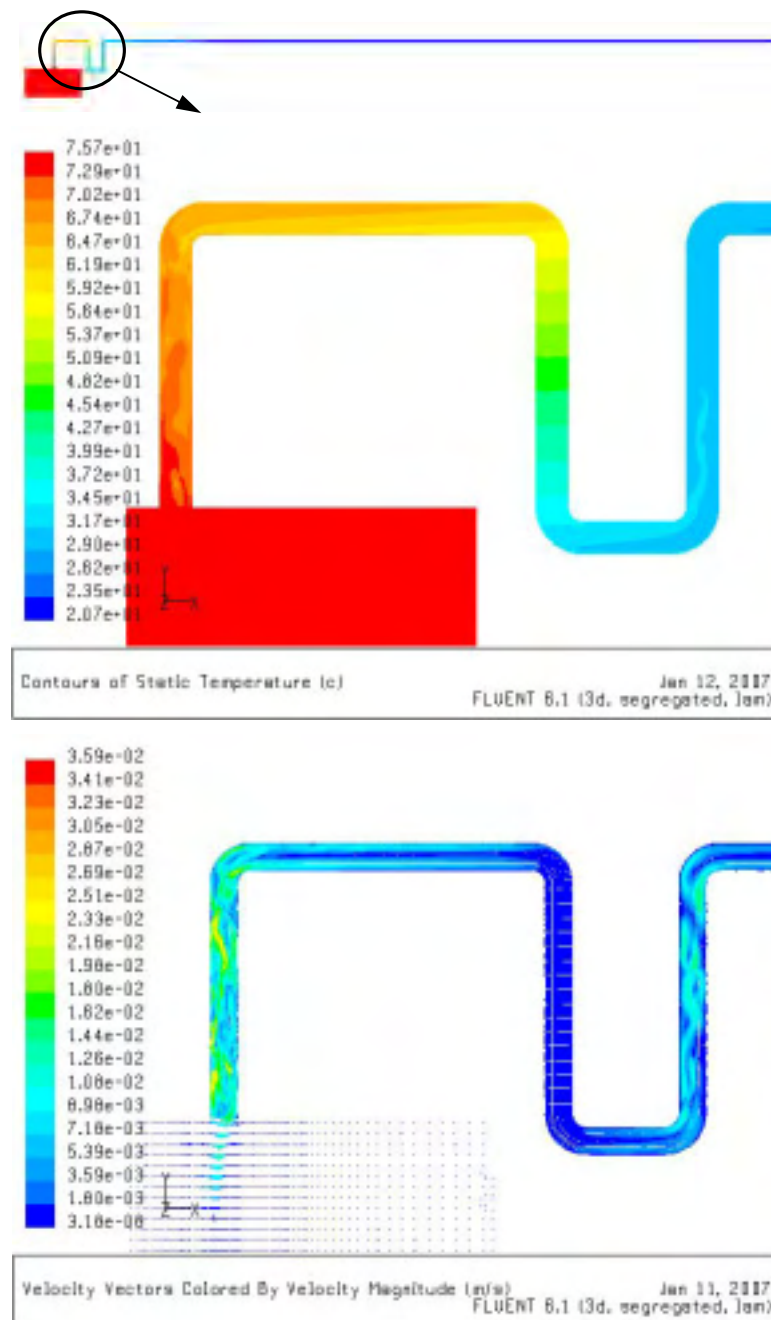 7.57e+01
7.29e+01
7.02e+01
6.74e+01
6.47e+01
6.19e+01
5.92e+01
5.64e+01
5.37e+01
5.09e+01
4.82e+01
4.54e+01
4.27e+01
3.99e+01
3.72e+01
3.45e+01
3.17e+01
2.90e+01
2.62e+01
2.35e+01
2.07e+01
Y
Z X
Contours of Static Temperature (c)
Jan 12, 2007
FLUENT 6.1 (3d, segregated, lam)
3.59e-02
3.41e-02
3.23e-02
3.05e-02
2.87e-02
2.69e-02
2.51e-02
2.33e-02
2.16e-02
1.98e-02
1.80e-02
1.62e-02
1.44e-02
1.26e-02
1.08e-02
8.98e-03
7.18e-03
5.39e-03
3.59e-03
1.80e-03
Y
Z X
Velocity Vectors Colored By Velocity Magnitude (m/s)
Jan 11, 2007
FLUENT 6.1 (3d, segregated, lam)